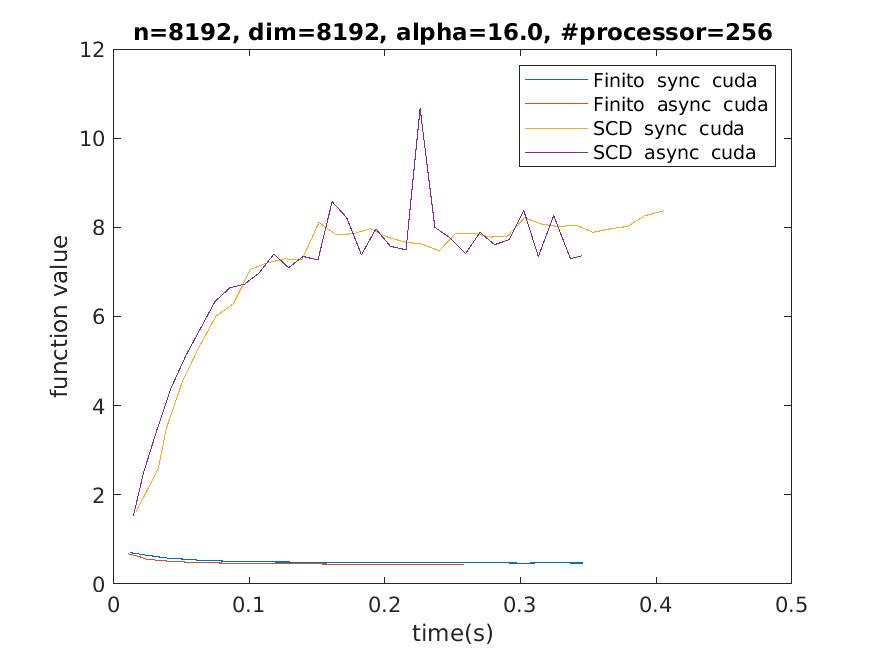 n=8192, dim=8192, alpha=16.0, #processor=256
12
10
8
6
4
2
0
function value
Finito sync cuda
Finito async cuda
SCD sync cuda
SCD async cuda
0 0.1 0.2 0.3 0.4 0.5
time(s)